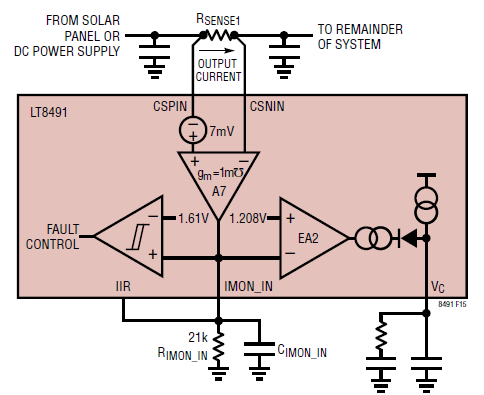 FROM SOLAR
PANEL OR
DC POWER SUPPLY
RSENSE1
TO REMAINDER
OF SYSTEM
OUTPUT
CURRENT
LT8491
CSPIN
CSNIN
7mV
+
−
+
−
gm=1m℧
A7
FAULT
CONTROL
−
1.61V
1.208V
+
EA2
+
−
IIR
IMON_IN
VC
8491 F15
21k
RIMON_IN
CIMON_IN